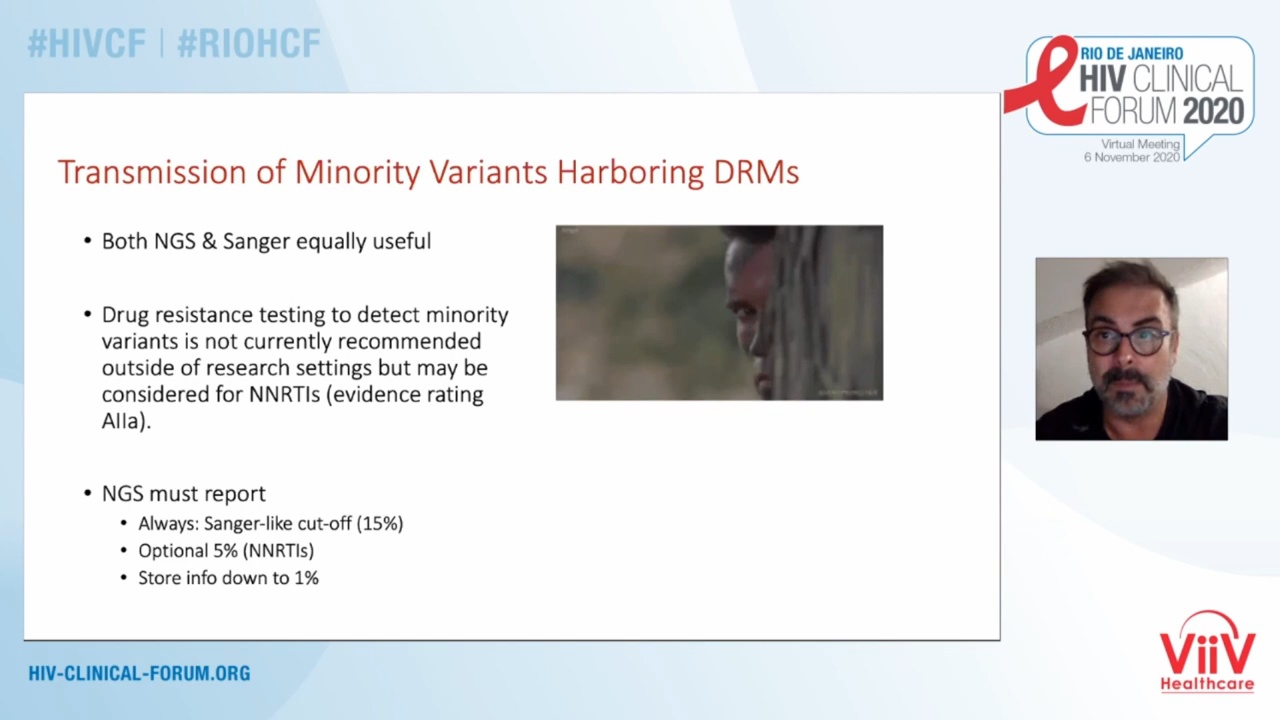 #HIVCF | #RIOHCF
RIO DE JANEIRO
HIV CLINICAL
FORUM 2020
Virtual Meeting
6 November 2020
Transmission of Minority Variants Harboring DRMs
• Both NGS & Sanger equally useful
• Drug resistance testing to detect minority
variants is not currently recommended
outside of research settings but may be
considered for NNRTIs (evidence rating
AIIa).
• NGS must report
• Always: Sanger-like cut-off (15%)
• Optional 5% (NNRTIs)
• Store info down to 1%
HIV-CLINICAL-FORUM.ORG
ViiV
Healthcare